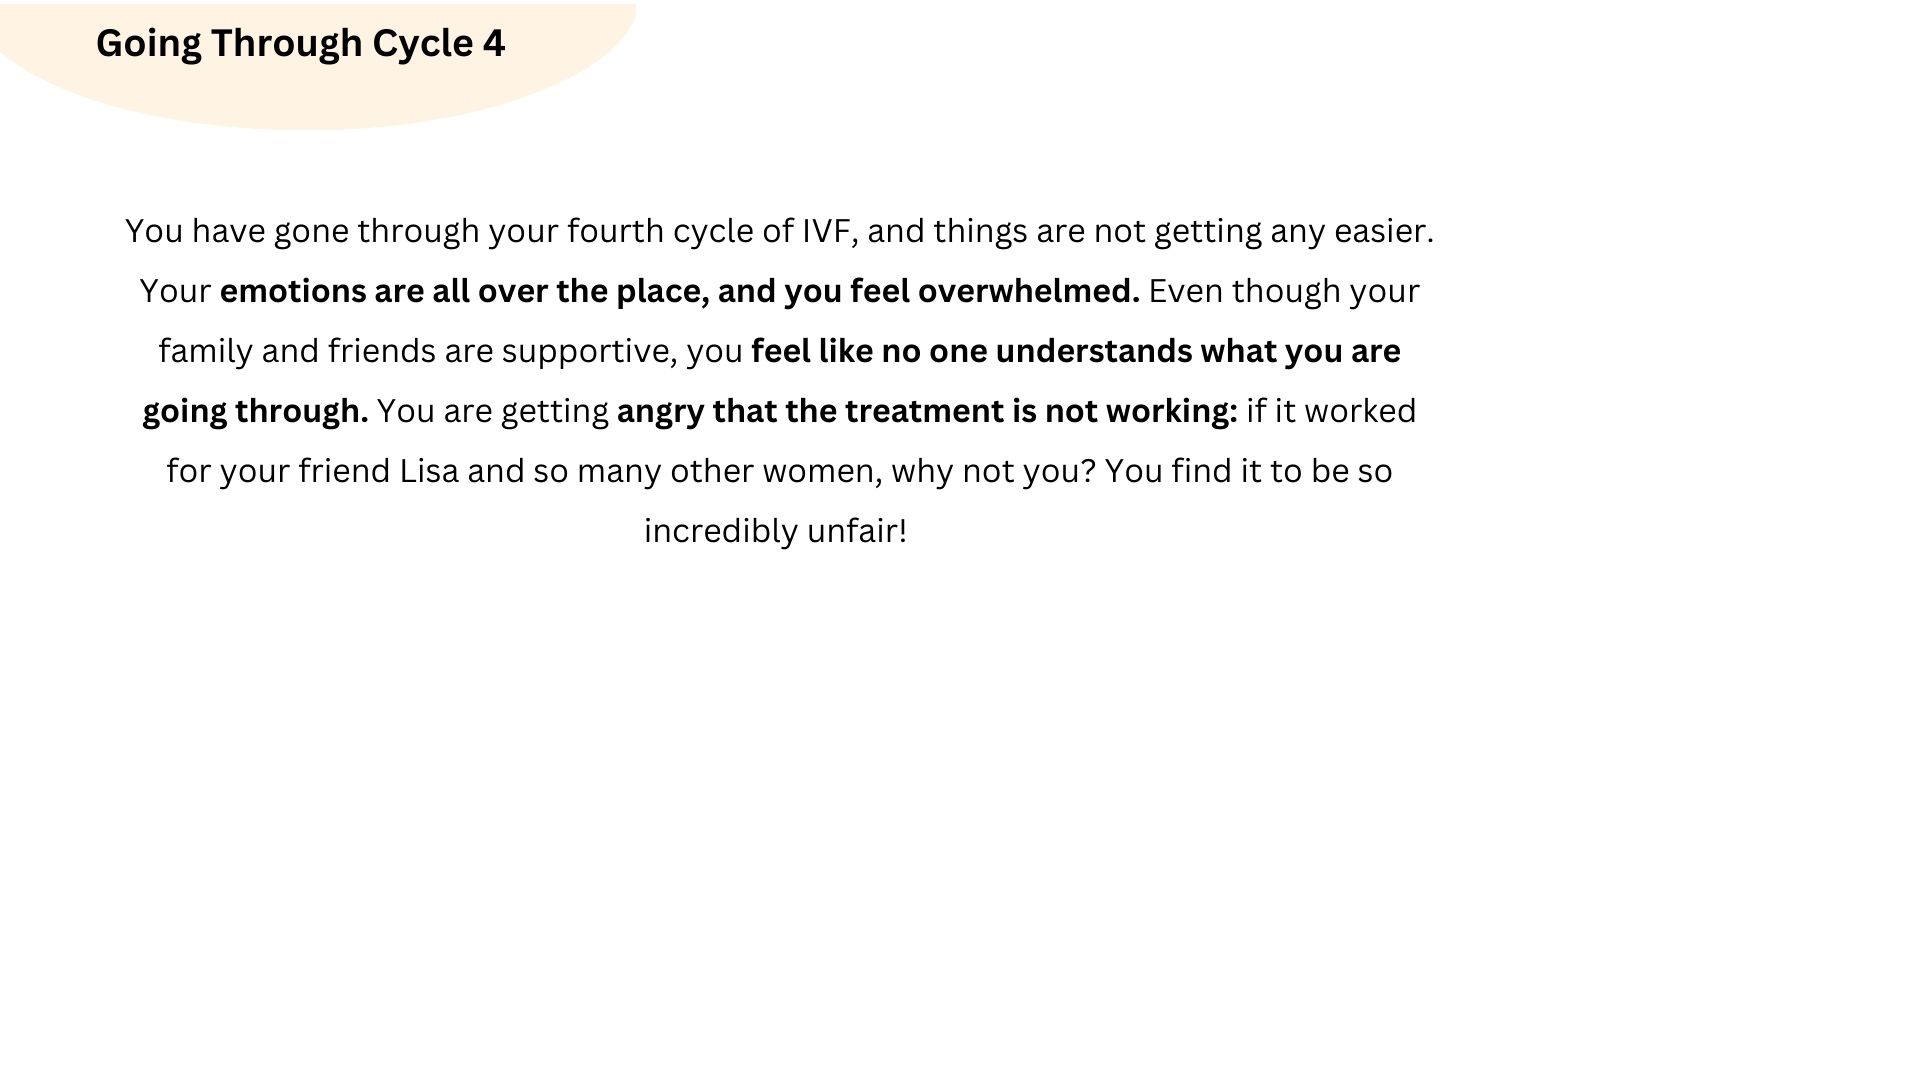 Going Through Cycle 4
You have gone through your fourth cycle of IVF, and things are not getting any easier.
Your emotions are all over the place, and you feel overwhelmed. Even though your
family and friends are supportive, you feel like no one understands what you are
going through. You are getting angry that the treatment is not working: if it worked
for your friend Lisa and so many other women, why not you? You find it to be so
incredibly unfair!